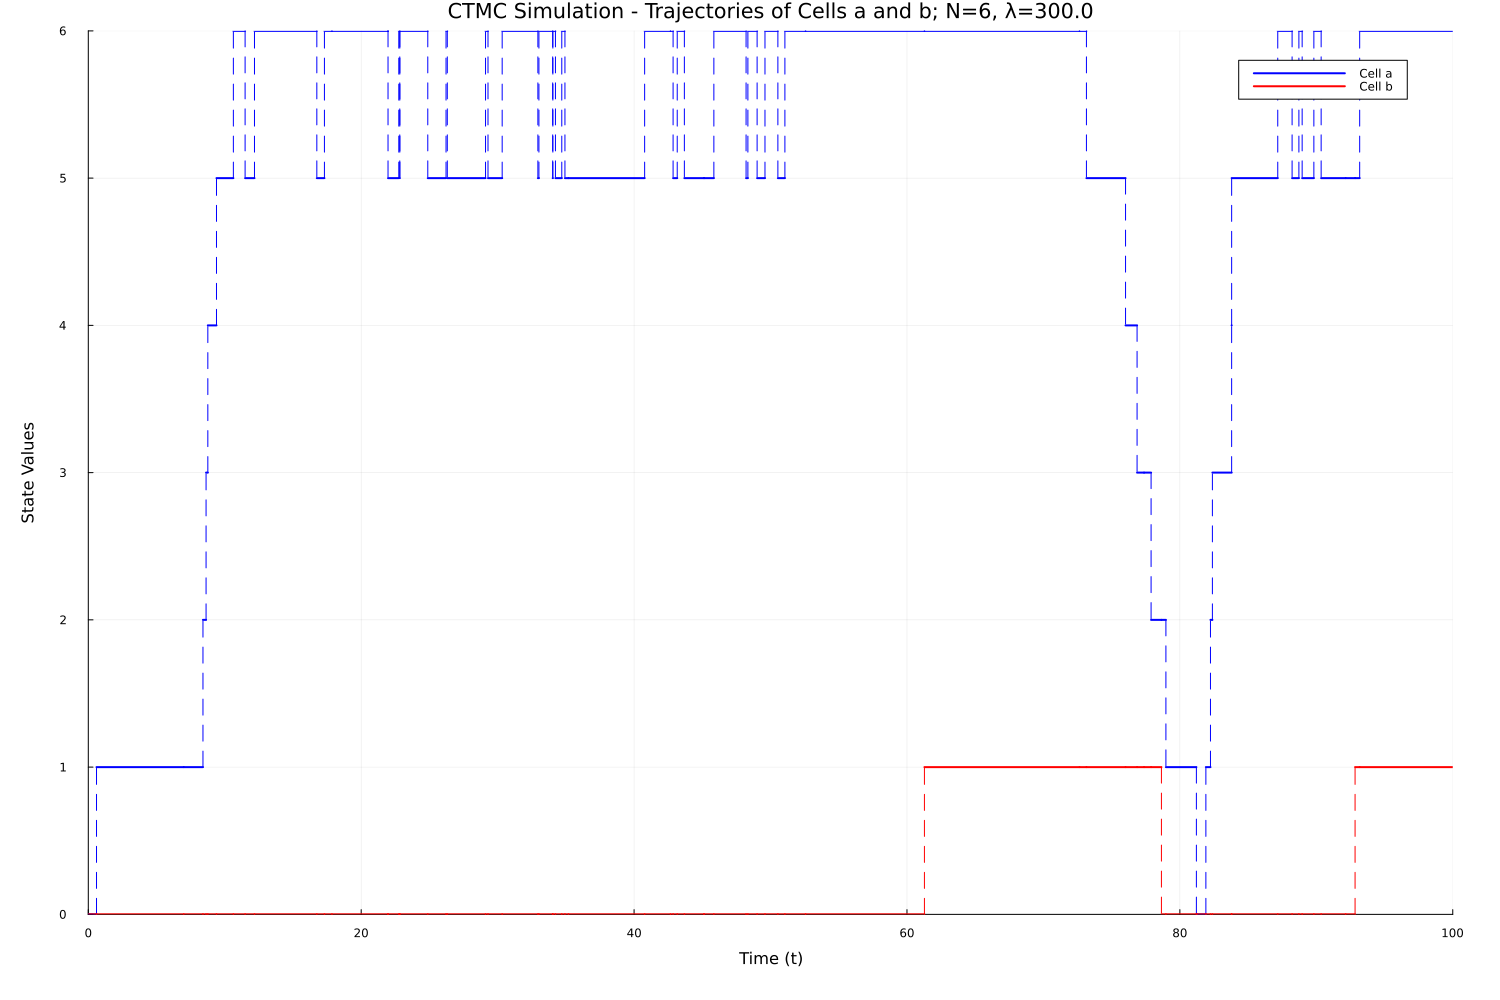 CTMC Simulation - Trajectories of Cells a and b; N=6, λ=300.0
6
Cell a
Cell b
5
4
State Values
3
2
1
0
0 20 40 60 80 100
Time (t)